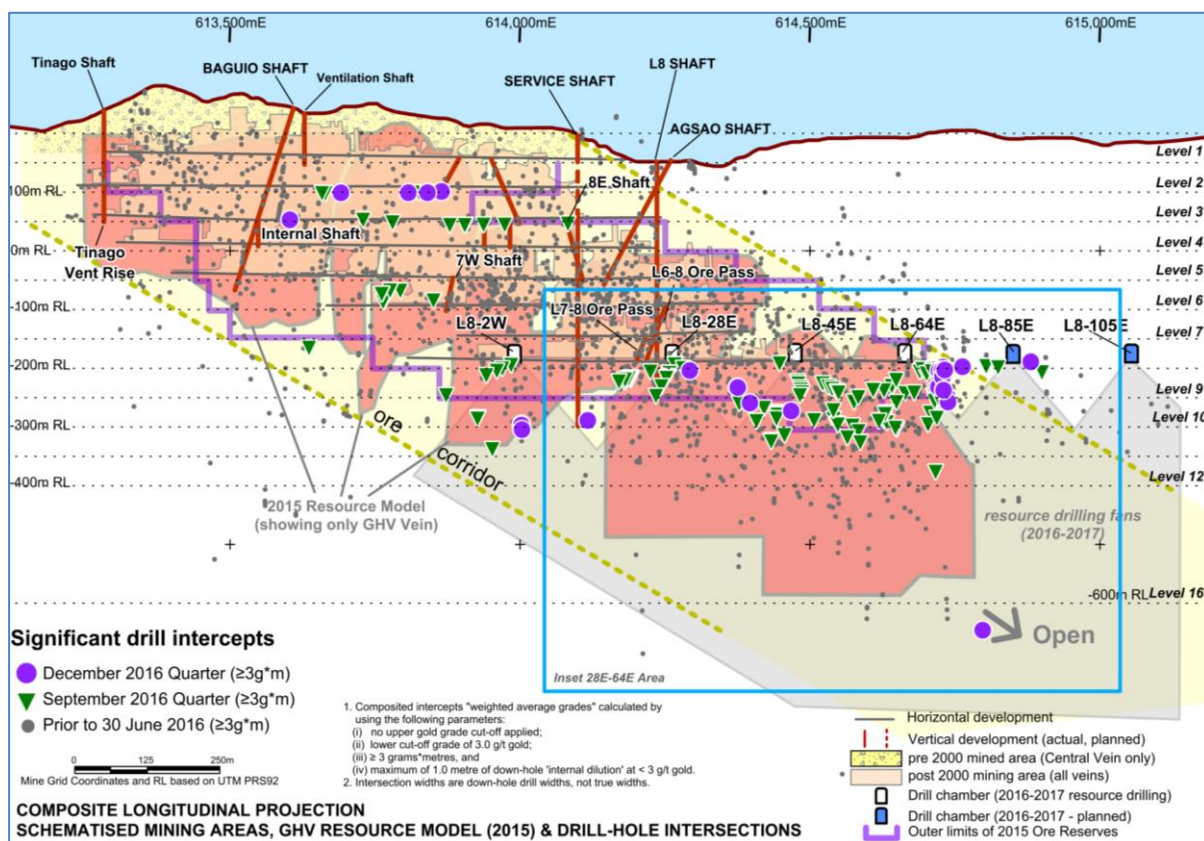 613,500mE
614,000mE
614,500mE
615,000mE
Tinago Shaft
BAGUIO SHAFT
Ventilation Shaft
SERVICE SHAFT
L8 SHAFT
AGSAO SHAFT
Level 1
Level 2
100m RL
8E Shaft
Level 3
Internal Shaft
Level 4
0m RL
Tinago
Vent Rise
7W Shaft
L6-8 Ore Pass
Level 5
Level 6
-100m RL
L7-8 Ore Pass
L8-2W
L8-28E
L8-45E
L8-64E
L8-85E
L8-105E
Level 7
-200m RL
Level 9
-300m RL
Level 10
ore
corridor
-400m RL
Level 12
2015 Resource Model
(showing only GHV Vein)
resource drilling fans
(2016-2017)
-600m RL
Level 16
Open
Inset 28E-64E Area
Significant drill intercepts
December 2016 Quarter (≥3g*m)
September 2016 Quarter (≥3g*m)
Prior to 30 June 2016 (≥3g*m)
0
125
250m
Mine Grid Coordinates and RL based on UTM PRS92
1. Composited intercepts "weighted average grades" calculated by
using the following parameters:
(i) no upper gold grade cut-off applied;
(ii) lower cut-off grade of 3.0 g/t gold;
(iii) ≥ 3 grams*metres, and
(iv) maximum of 1.0 metre of down-hole 'internal dilution' at < 3 g/t gold.
2. Intersection widths are down-hole drill widths, not true widths.
Horizontal development
Vertical development (actual, planned)
pre 2000 mined area (Central Vein only)
post 2000 mining area (all veins)
Drill chamber (2016-2017 resource drilling)
Drill chamber (2016-2017 - planned)
Outer limits of 2015 Ore Reserves
COMPOSITE LONGITUDINAL PROJECTION
SCHEMATISED MINING AREAS, GHV RESOURCE MODEL (2015) & DRILL-HOLE INTERSECTIONS